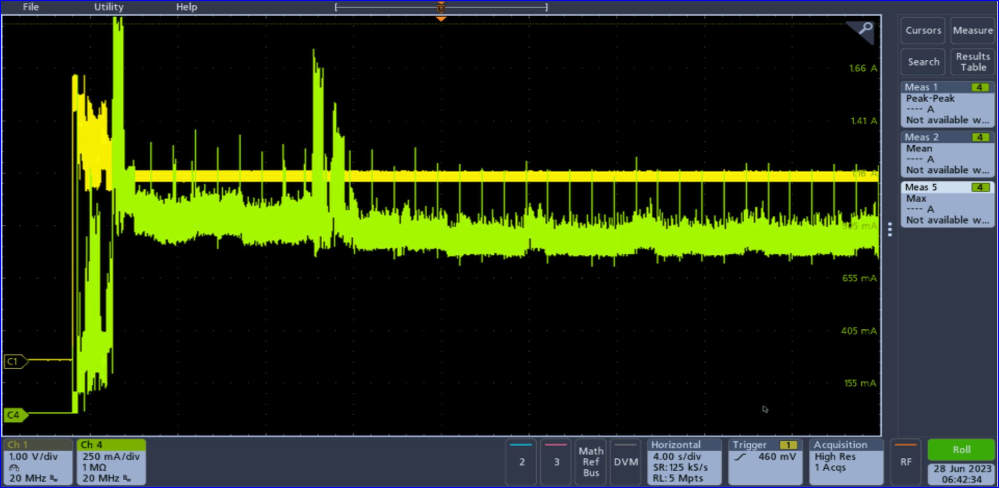 File Utility Help
T
Cursors Measure
Search Results
Table
1.66 A
Meas 1 4
Peak-Peak
---- A
Not available w...
1.41 A
Meas 2 4
Mean
---- A
Not available w...
1.16 A
Meas 5 4
Max
---- A
Not available w...
905 mA
655 mA
405 mA
C1
155 mA
C4
Ch 1
1.00 V/div
20 MHz Bw
Ch 4
250 mA/div
1 MΩ
20 MHz Bw
2
3
Math
Ref
Bus
DVM
Horizontal
4.00 s/div
SR: 125 kS/s
RL: 5 Mpts
Trigger 1
460 mV
Acquisition
High Res
1 Acqs
RF
Roll
28 Jun 2023
06:42:34